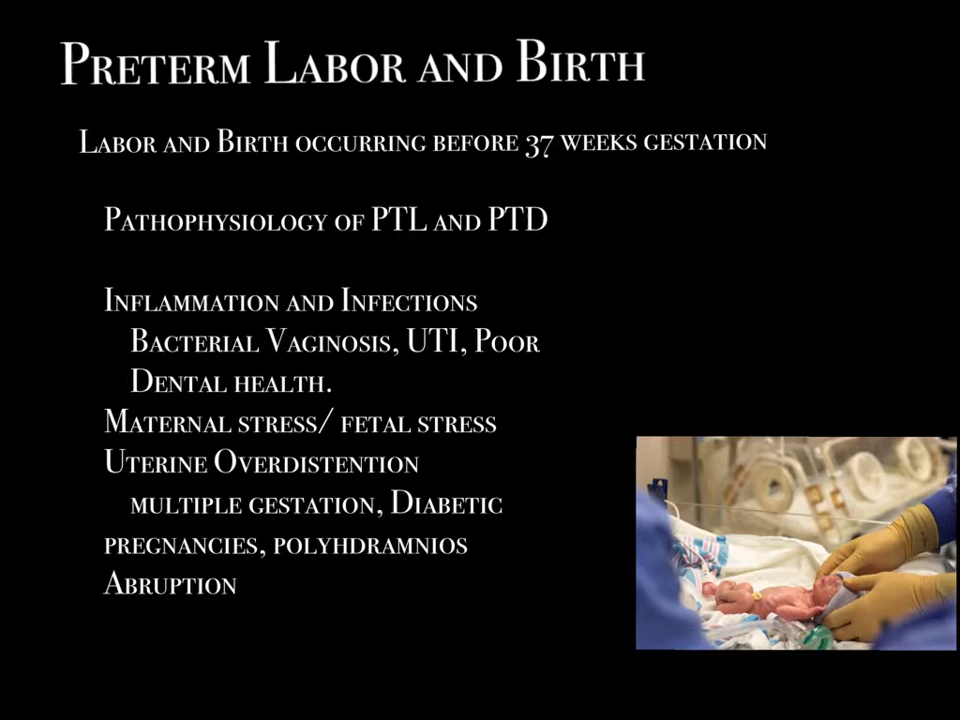 Preterm Labor and Birth
Labor and Birth occurring before 37 weeks gestation
Pathophysiology of PTL and PTD
Inflammation and Infections
Bacterial Vaginosis, UTI, Poor
Dental health.
Maternal stress/ fetal stress
Uterine Overdistention
multiple gestation, Diabetic
pregnancies, polyhdramnios
Abruption